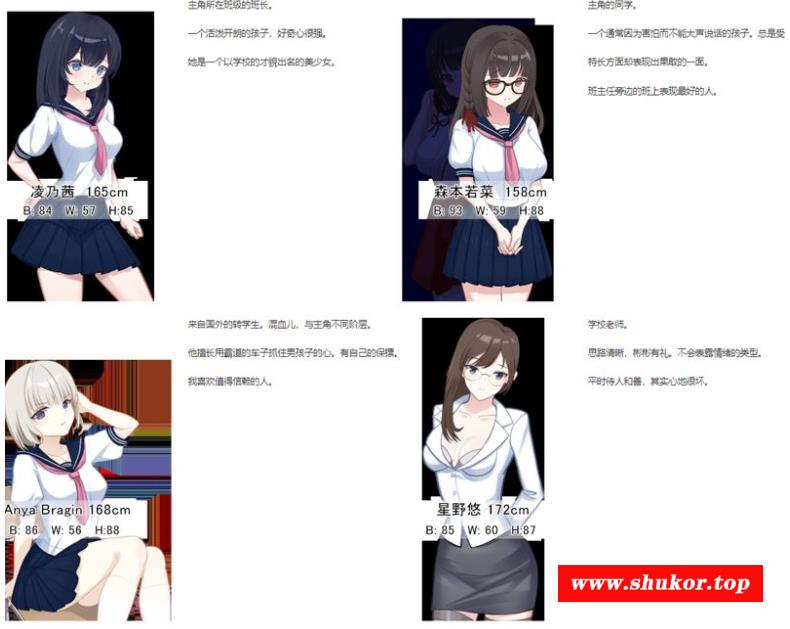 主角所在班级的班长。
一个活泼开朗的孩子，好奇心很强。
她是一个以学校的才貌出名的美少女。
凌乃茜 165cm
B: 84 W: 57 H:85
主角的同学。
一个通常因为害怕而不能大声说话的孩子。总是受
特长方面却表现出果敢的一面。
班主任旁边的班上表现最好的人。
森本若菜 158cm
B: 93 W: 59 H:88
来自国外的转学生。混血儿，与主角不同阶层。
他擅长用霸道的车子抓住男孩子的心。有自己的保镖。
我喜欢值得信赖的人。
Anya Bragin 168cm
B: 86 W: 56 H:88
学校老师。
思路清晰，彬彬有礼。不会表露情绪的类型。
平时待人和善，其实心地很坏。
星野悠 172cm
B: 85 W: 60 H:87
www.shukor.top